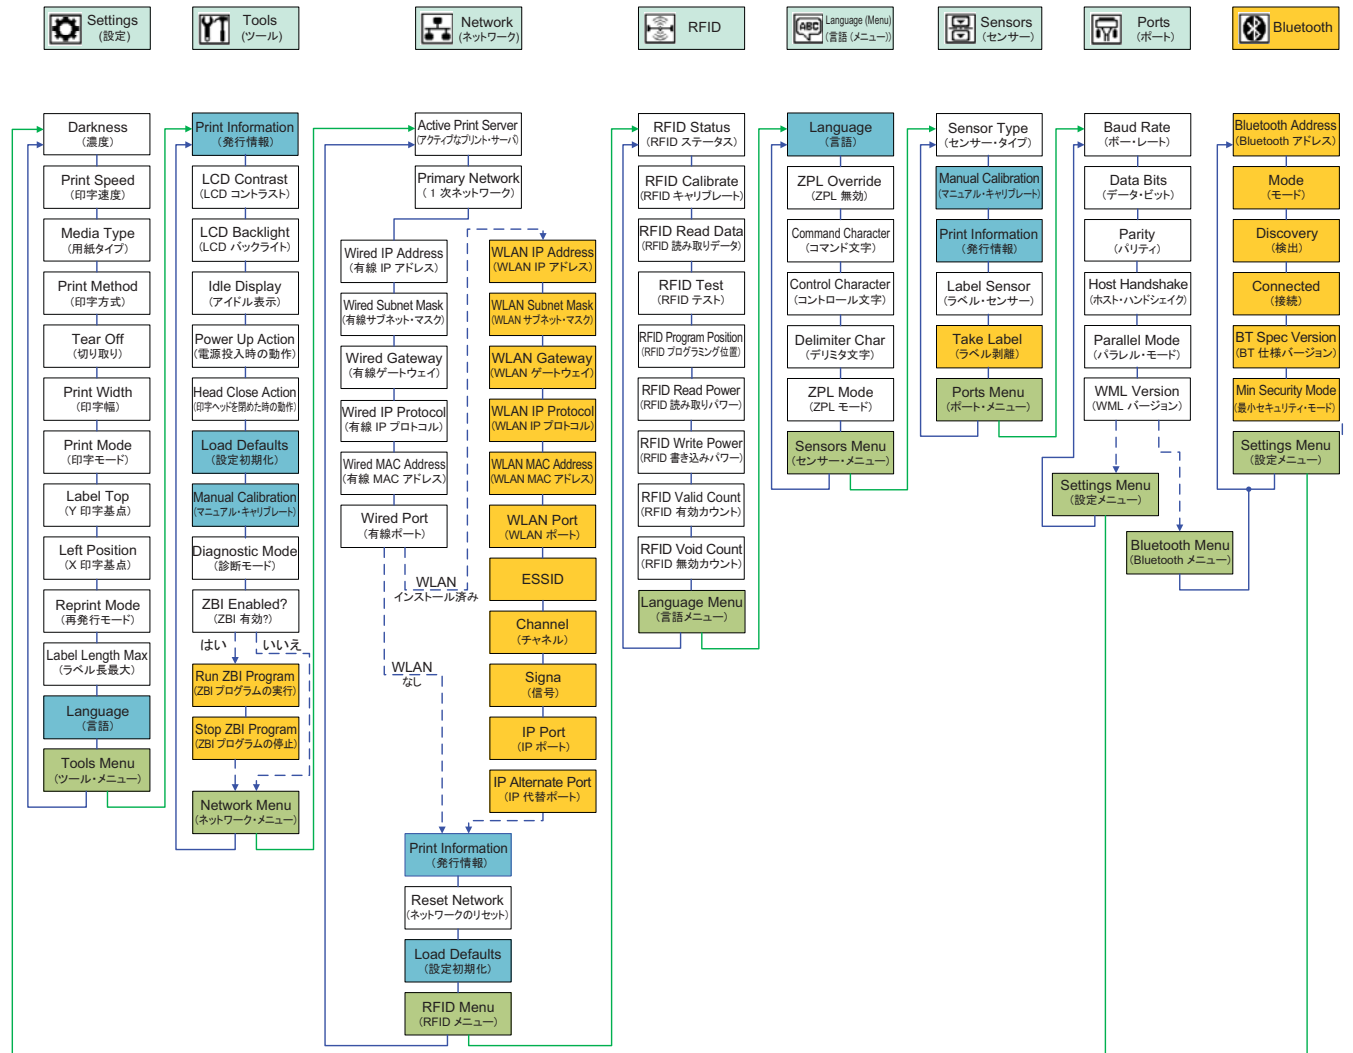 Settings
(設定)
Tools
(ツール)
Network
(ネットワーク)
RFID
ABC
Language (Menu)
(言語 (メニュー))
Sensors
(センサー)
Ports
(ポート)
Bluetooth
Darkness
(濃度)
Print Speed
(印字速度)
Media Type
(用紙タイプ)
Print Method
(印字方式)
Tear Off
(切り取り)
Print Width
(印字幅)
Print Mode
(印字モード)
Label Top
(Y 印字基点)
Left Position
(X 印字基点)
Reprint Mode
(再発行モード)
Label Length Max
(ラベル長最大)
Language
(言語)
Tools Menu
(ツール・メニュー)
Print Information
(発行情報)
LCD Contrast
(LCD コントラスト)
LCD Backlight
(LCD バックライト)
Idle Display
(アイドル表示)
Power Up Action
(電源投入時の動作)
Head Close Action
(印字ヘッドを閉めた時の動作)
Load Defaults
(設定初期化)
Manual Calibration
(マニュアル・キャリブレート)
Diagnostic Mode
(診断モード)
ZBI Enabled?
(ZBI 有効?)
はい
いいえ
Run ZBI Program
(ZBI プログラムの実行)
Stop ZBI Program
(ZBI プログラムの停止)
Network Menu
(ネットワーク・メニュー)
Active Print Server
(アクティブなプリント・サーバ)
Primary Network
(1 次ネットワーク)
Wired IP Address
(有線 IP アドレス)
Wired Subnet Mask
(有線サブネット・マスク)
Wired Gateway
(有線ゲートウェイ)
Wired IP Protocol
(有線 IP プロトコル)
Wired MAC Address
(有線 MAC アドレス)
Wired Port
(有線ポート)
WLAN
インストール済み
WLAN
なし
WLAN IP Address
(WLAN IP アドレス)
WLAN Subnet Mask
(WLAN サブネット・マスク)
WLAN Gateway
(WLAN ゲートウェイ)
WLAN IP Protocol
(WLAN IP プロトコル)
WLAN MAC Address
(WLAN MAC アドレス)
WLAN Port
(WLAN ポート)
ESSID
Channel
(チャネル)
Signa
(信号)
IP Port
(IP ポート)
IP Alternate Port
(IP 代替ポート)
Print Information
(発行情報)
Reset Network
(ネットワークのリセット)
Load Defaults
(設定初期化)
RFID Menu
(RFID メニュー)
RFID Status
(RFID ステータス)
RFID Calibrate
(RFID キャリブレート)
RFID Read Data
(RFID 読み取りデータ)
RFID Test
(RFID テスト)
RFID Program Position
(RFID プログラミング位置)
RFID Read Power
(RFID 読み取りパワー)
RFID Write Power
(RFID 書き込みパワー)
RFID Valid Count
(RFID 有効カウント)
RFID Void Count
(RFID 無効カウント)
Language Menu
(言語メニュー)
Language
(言語)
ZPL Override
(ZPL 無効)
Command Character
(コマンド文字)
Control Character
(コントロール文字)
Delimiter Char
(デリミタ文字)
ZPL Mode
(ZPL モード)
Sensors Menu
(センサー・メニュー)
Sensor Type
(センサー・タイプ)
Manual Calibration
(マニュアル・キャリブレート)
Print Information
(発行情報)
Label Sensor
(ラベル・センサー)
Take Label
(ラベル剥離)
Ports Menu
(ポート・メニュー)
Baud Rate
(ボー・レート)
Data Bits
(データ・ビット)
Parity
(パリティ)
Host Handshake
(ホスト・ハンドシェイク)
Parallel Mode
(パラレル・モード)
WML Version
(WML バージョン)
Settings Menu
(設定メニュー)
Bluetooth Menu
(Bluetooth メニュー)
Bluetooth Address
(Bluetooth アドレス)
Mode
(モード)
Discovery
(検出)
Connected
(接続)
BT Spec Version
(BT 仕様バージョン)
Min Security Mode
(最小セキュリティ・モード)
Settings Menu
(設定メニュー)